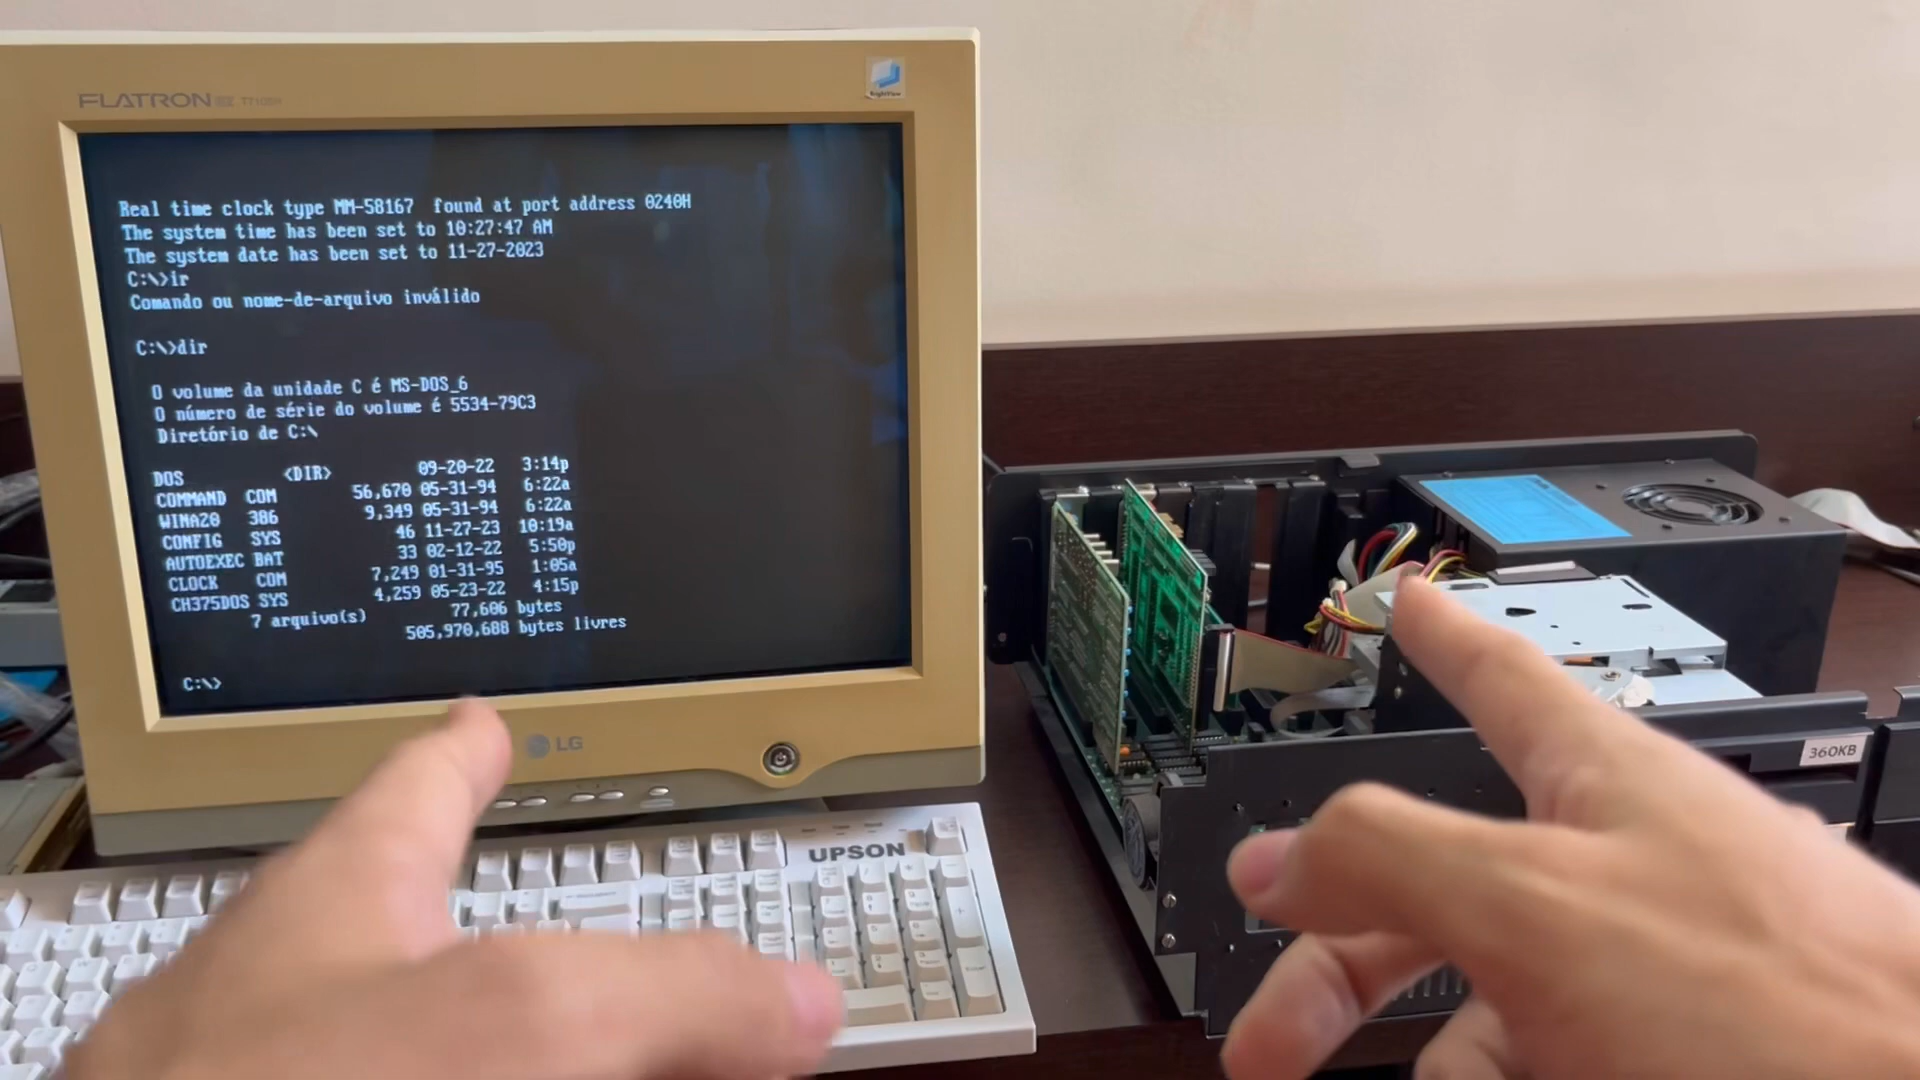 FLATRON
BrightView
Real time clock type MM-58167  found at port address 0240H
The system time has been set to 10:27:47 AM
The system date has been set to 11-27-2023
C:\>ir
Comando ou nome-de-arquivo inválido
C:\>dir
O volume da unidade C é MS-DOS_6
O número de série do volume é 5534-79C3
Diretório de C:\
DOS          <DIR>         09-20-22   3:14p
COMMAND  COM        56,670 05-31-94   6:22a
WINA20   386         9,349 05-31-94   6:22a
CONFIG   SYS            46 11-27-23  10:19a
AUTOEXEC BAT            33 02-12-22   5:50p
CLOCK    COM         7,249 01-31-95   1:05a
CH375DOS SYS         4,259 05-23-22   4:15p
7 arquivo(s)         77,606 bytes
505,970,688 bytes livres
C:\>
LG
UPSON
360KB